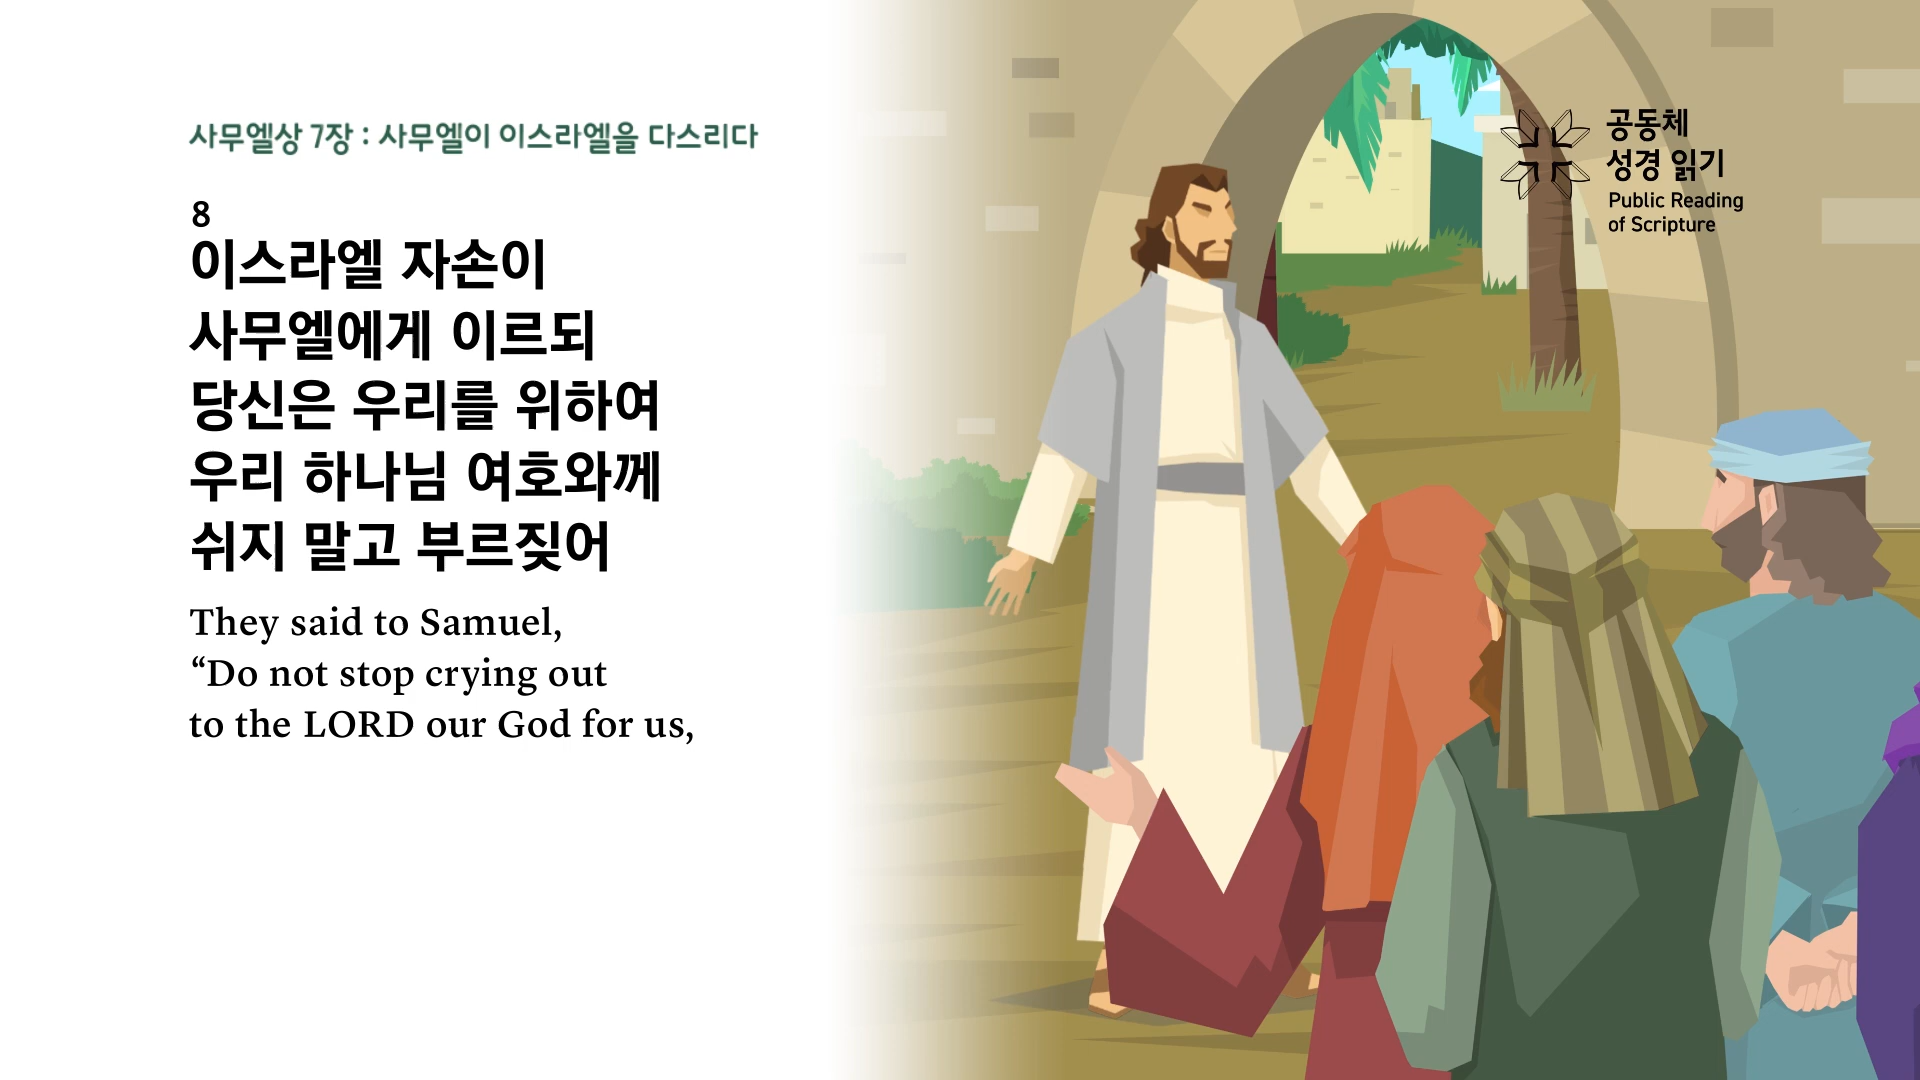 사무엘상 7장 : 사무엘이 이스라엘을 다스리다
8
이스라엘 자손이
사무엘에게 이르되
당신은 우리를 위하여
우리 하나님 여호와께
쉬지 말고 부르짖어
They said to Samuel,
“Do not stop crying out
to the LORD our God for us,
공동체
성경 읽기
Public Reading
of Scripture